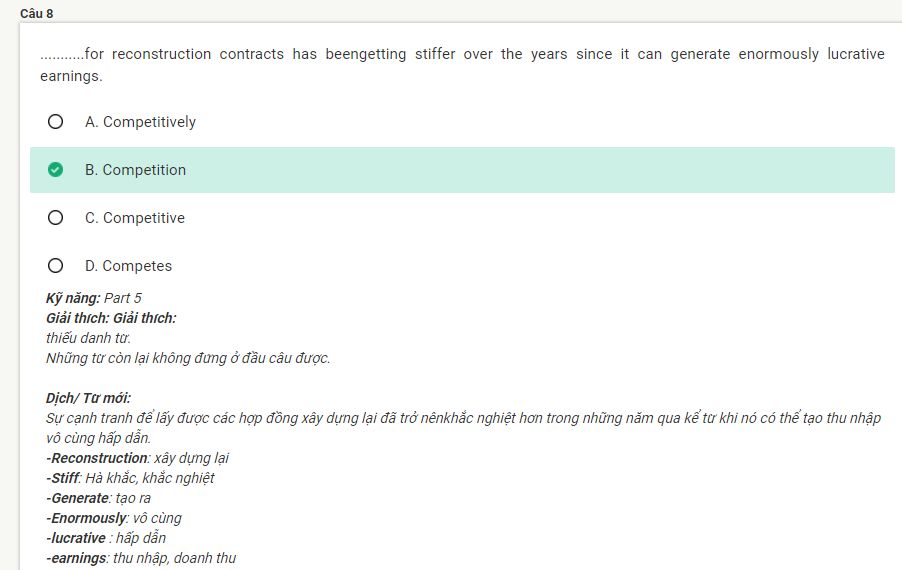 Câu 8
...........for reconstruction contracts has beengetting stiffer over the years since it can generate enormously lucrative
earnings.
A. Competitively
B. Competition
C. Competitive
D. Competes
Kỹ năng: Part 5
Giải thích: Giải thích:
thiếu danh từ.
Những từ còn lại không đứng ở đầu câu được.
Dịch/ Từ mới:
Sự cạnh tranh để lấy được các hợp đồng xây dựng lại đã trở nênkhắc nghiệt hơn trong những năm qua kể từ khi nó có thể tạo thu nhập
vô cùng hấp dẫn.
-Reconstruction: xây dựng lại
-Stiff: Hà khắc, khắc nghiệt
-Generate: tạo ra
-Enormously: vô cùng
-lucrative : hấp dẫn
-earnings: thu nhập, doanh thu